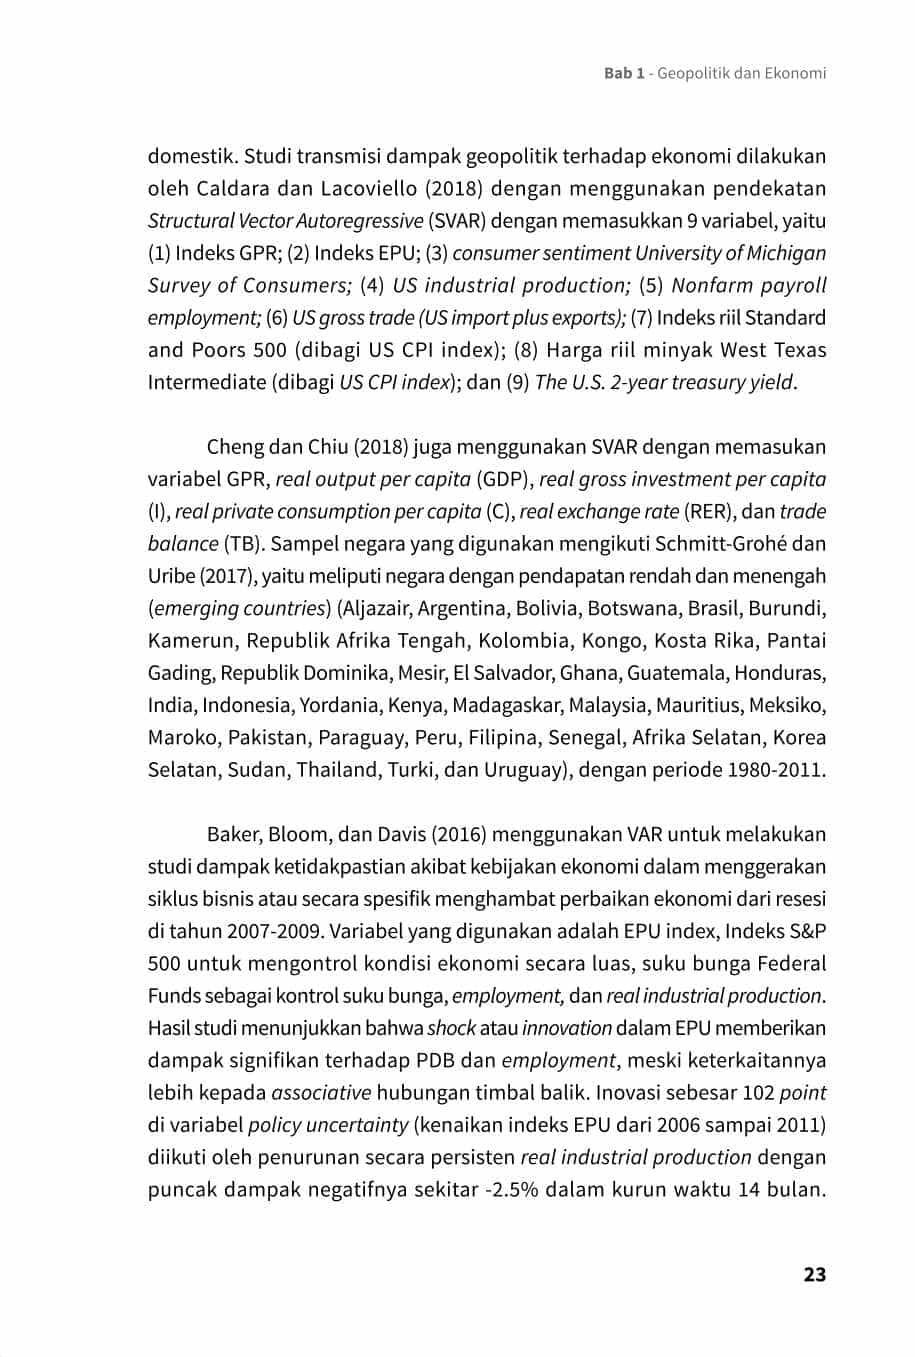 Bab 1 - Geopolitik dan Ekonomi
domestik. Studi transmisi dampak geopolitik terhadap ekonomi dilakukan
oleh Caldara dan Lacoviello (2018) dengan menggunakan pendekatan
Structural Vector Autoregressive (SVAR) dengan memasukkan 9 variabel, yaitu
(1) Indeks GPR; (2) Indeks EPU; (3) consumer sentiment University of Michigan
Survey of Consumers; (4) US industrial production; (5) Nonfarm payroll
employment; (6) US gross trade (US import plus exports); (7) Indeks riil Standard
and Poors 500 (dibagi US CPI index); (8) Harga riil minyak West Texas
Intermediate (dibagi US CPI index); dan (9) The U.S. 2-year treasury yield.
Cheng dan Chiu (2018) juga menggunakan SVAR dengan memasukan
variabel GPR, real output per capita (GDP), real gross investment per capita
(I), real private consumption per capita (C), real exchange rate (RER), dan trade
balance (TB). Sampel negara yang digunakan mengikuti Schmitt-Grohé dan
Uribe (2017), yaitu meliputi negara dengan pendapatan rendah dan menengah
(emerging countries) (Aljazair, Argentina, Bolivia, Botswana, Brasil, Burundi,
Kamerun, Republik Afrika Tengah, Kolombia, Kongo, Kosta Rika, Pantai
Gading, Republik Dominika, Mesir, El Salvador, Ghana, Guatemala, Honduras,
India, Indonesia, Yordania, Kenya, Madagaskar, Malaysia, Mauritius, Meksiko,
Maroko, Pakistan, Paraguay, Peru, Filipina, Senegal, Afrika Selatan, Korea
Selatan, Sudan, Thailand, Turki, dan Uruguay), dengan periode 1980-2011.
Baker, Bloom, dan Davis (2016) menggunakan VAR untuk melakukan
studi dampak ketidakpastian akibat kebijakan ekonomi dalam menggerakan
siklus bisnis atau secara spesifik menghambat perbaikan ekonomi dari resesi
di tahun 2007-2009. Variabel yang digunakan adalah EPU index, Indeks S&P
500 untuk mengontrol kondisi ekonomi secara luas, suku bunga Federal
Funds sebagai kontrol suku bunga, employment, dan real industrial production.
Hasil studi menunjukkan bahwa shock atau innovation dalam EPU memberikan
dampak signifikan terhadap PDB dan employment, meski keterkaitannya
lebih kepada associative hubungan timbal balik. Inovasi sebesar 102 point
di variabel policy uncertainty (kenaikan indeks EPU dari 2006 sampai 2011)
diikuti oleh penurunan secara persisten real industrial production dengan
puncak dampak negatifnya sekitar -2.5% dalam kurun waktu 14 bulan.
23